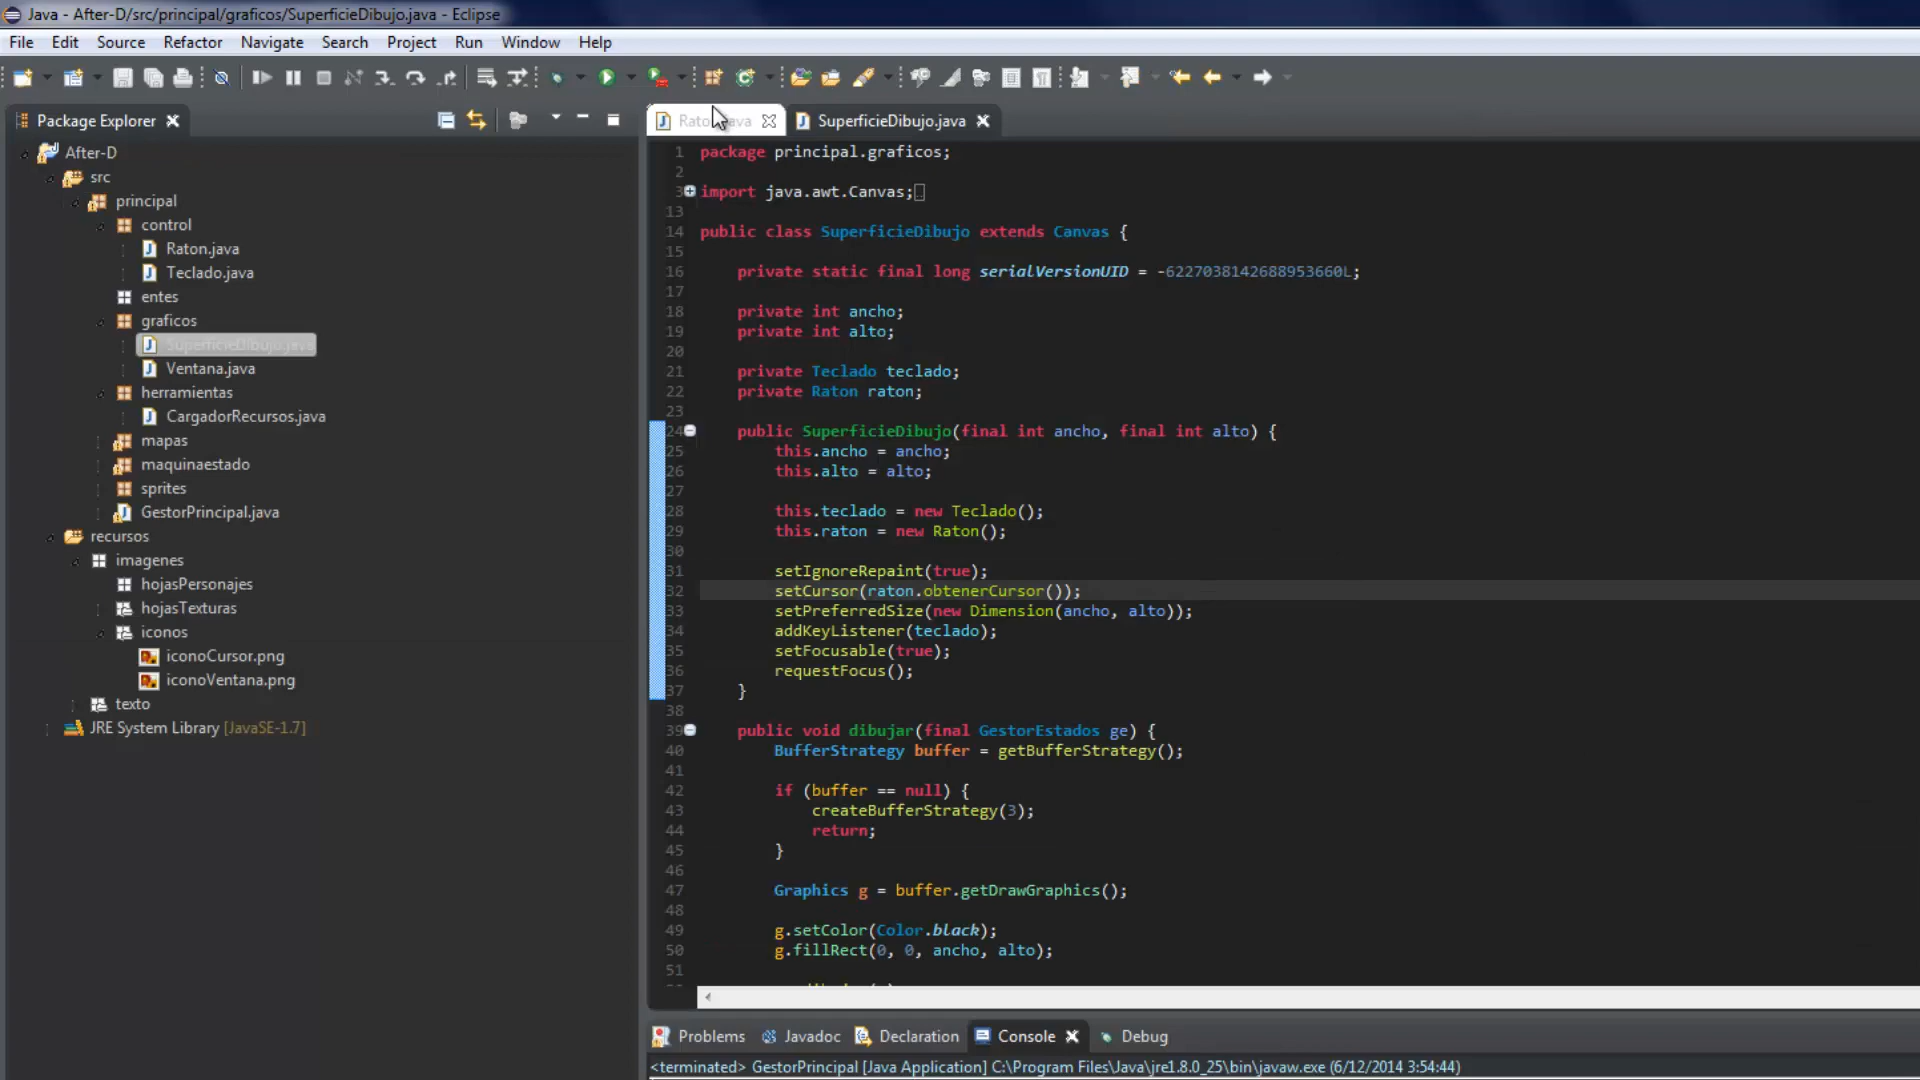 Java - After-D/src/principal/graficos/SuperficieDibujo.java - Eclipse
File Edit Source Refactor Navigate Search Project Run Window Help
Package Explorer
After-D
src
principal
control
Raton.java
Teclado.java
entes
graficos
SuperficieDibujo.java
Ventana.java
herramientas
CargadorRecursos.java
mapas
maquinaestado
sprites
GestorPrincipal.java
recursos
imagenes
hojasPersonajes
hojasTexturas
iconos
iconoCursor.png
iconoVentana.png
texto
JRE System Library [JavaSE-1.7]
Raton.java SuperficieDibujo.java
1 package principal.graficos;
2
3 import java.awt.Canvas;
13
14 public class SuperficieDibujo extends Canvas {
15
16 private static final long serialVersionUID = -6227038142688953660L;
17
18 private int ancho;
19 private int alto;
20
21 private Teclado teclado;
22 private Raton raton;
23
24 public SuperficieDibujo(final int ancho, final int alto) {
25 this.ancho = ancho;
26 this.alto = alto;
27
28 this.teclado = new Teclado();
29 this.raton = new Raton();
30
31 setIgnoreRepaint(true);
32 setCursor(raton.obtenerCursor());
33 setPreferredSize(new Dimension(ancho, alto));
34 addKeyListener(teclado);
35 setFocusable(true);
36 requestFocus();
37 }
38
39 public void dibujar(final GestorEstados ge) {
40 BufferStrategy buffer = getBufferStrategy();
41
42 if (buffer == null) {
43 createBufferStrategy(3);
44 return;
45 }
46
47 Graphics g = buffer.getDrawGraphics();
48
49 g.setColor(Color.black);
50 g.fillRect(0, 0, ancho, alto);
51
Problems Javadoc Declaration Console Debug
<terminated> GestorPrincipal [Java Application] C:\Program Files\Java\jre1.8.0_25\bin\javaw.exe (6/12/2014 3:54:44)